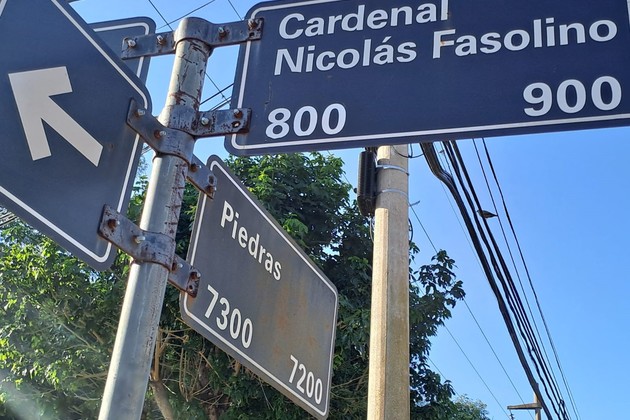 Cardenal
Nicolás Fasolino
800 900
Piedras
7300 7200